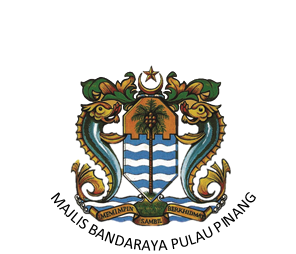 MEMIMPIN
SAMBIL
BERKHIDMAT
MAJLIS BANDARAYA PULAU PINANG